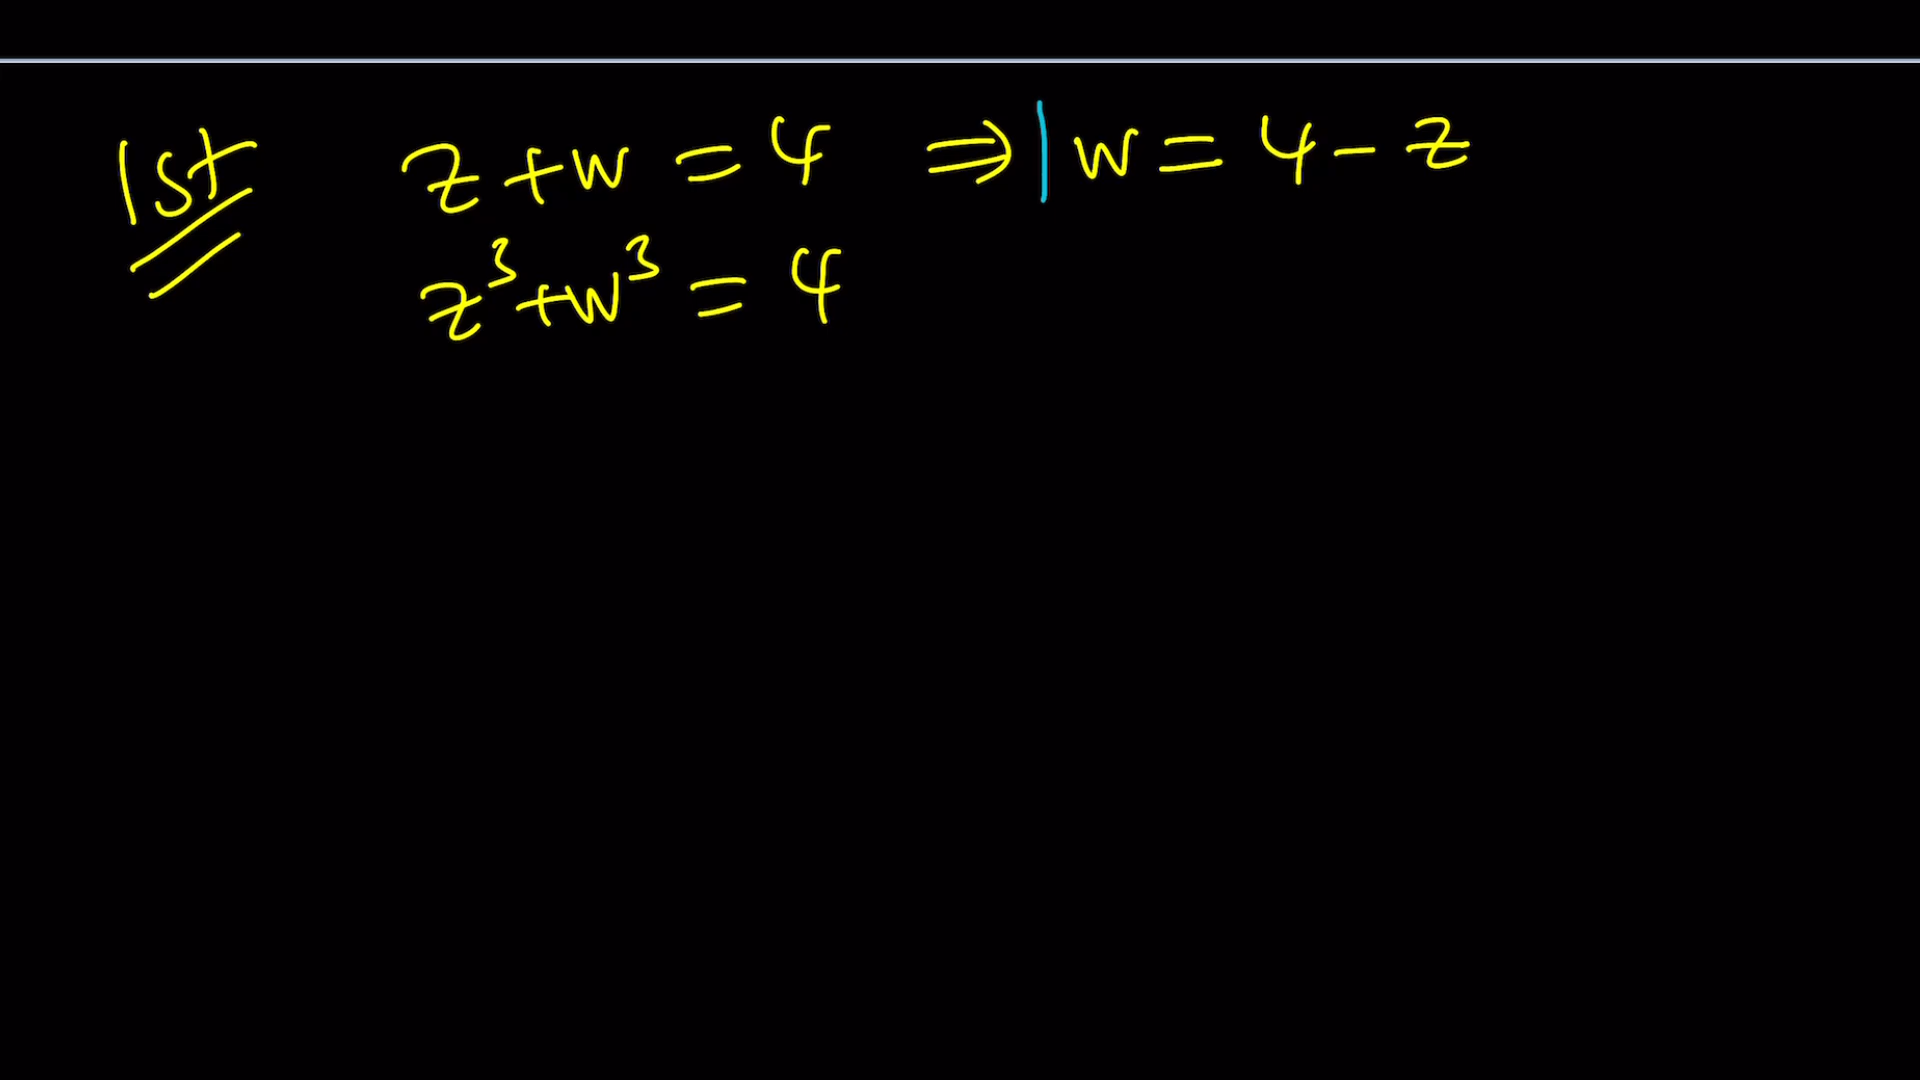 1st z + w = 4 ⇒ | w = 4 - z
z³ + w³ = 4